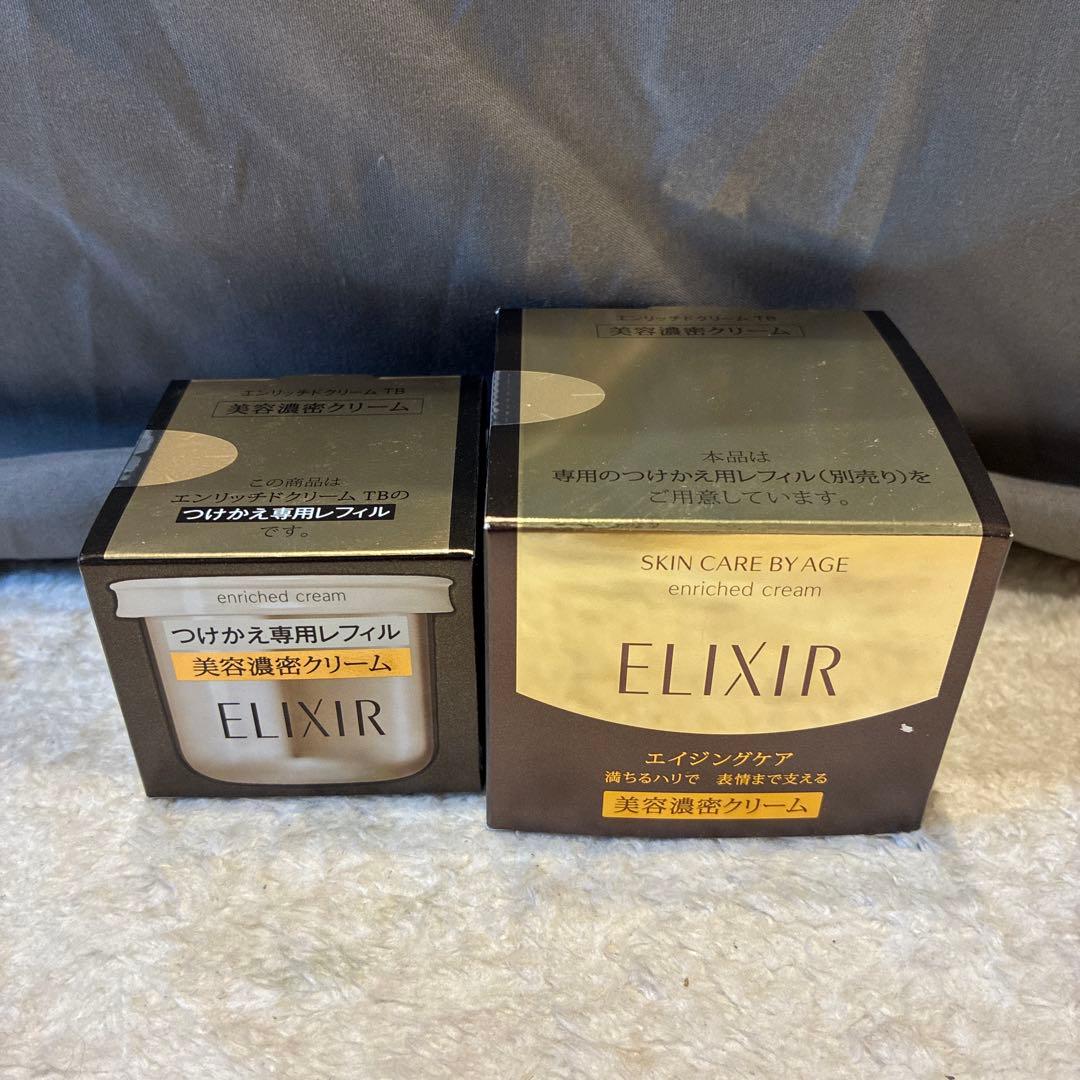 エンリッチドクリーム TB
美容濃密クリーム
この商品は
エンリッチドクリーム TBの
つけかえ専用レフィル
です。
enriched cream
つけかえ専用レフィル
美容濃密クリーム
ELIXIR
エンリッチドクリーム TB
美容濃密クリーム
本品は
専用のつけかえ用レフィル(別売り)を
ご用意しています。
SKIN CARE BY AGE
enriched cream
ELIXIR
エイジングケア
満ちるハリで 表情まで支える
美容濃密クリーム